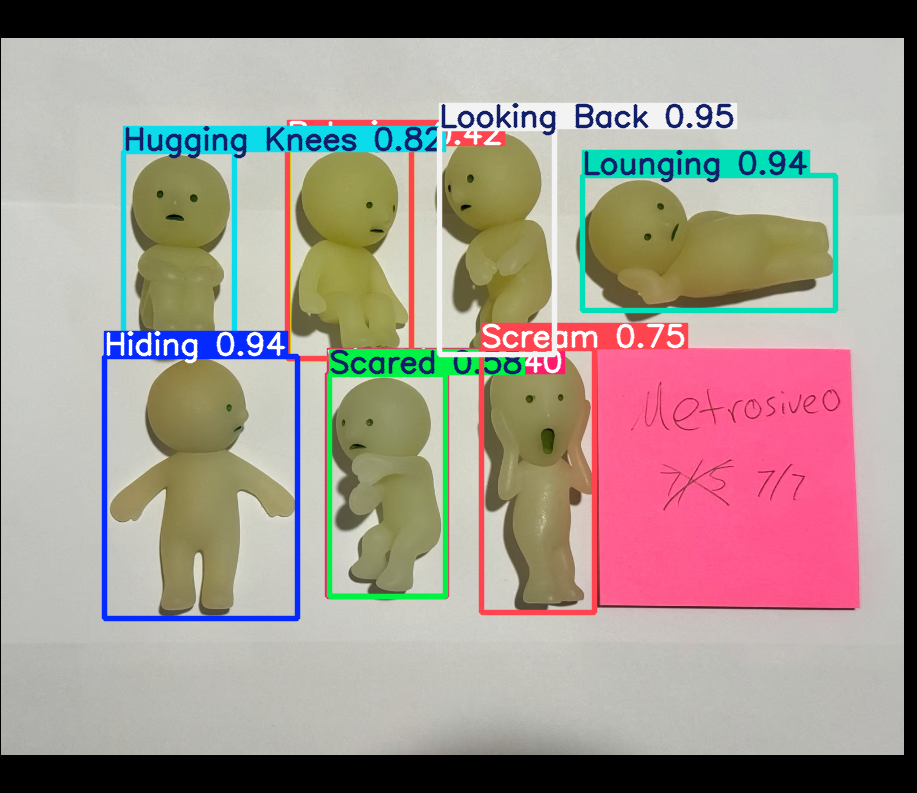 Looking Back 0.95
Hugging Knees 0.82
0.42
Lounging 0.94
Hiding 0.94
Scared 0.58
40
Scream 0.75
Metrosiveo
7/5 7/7